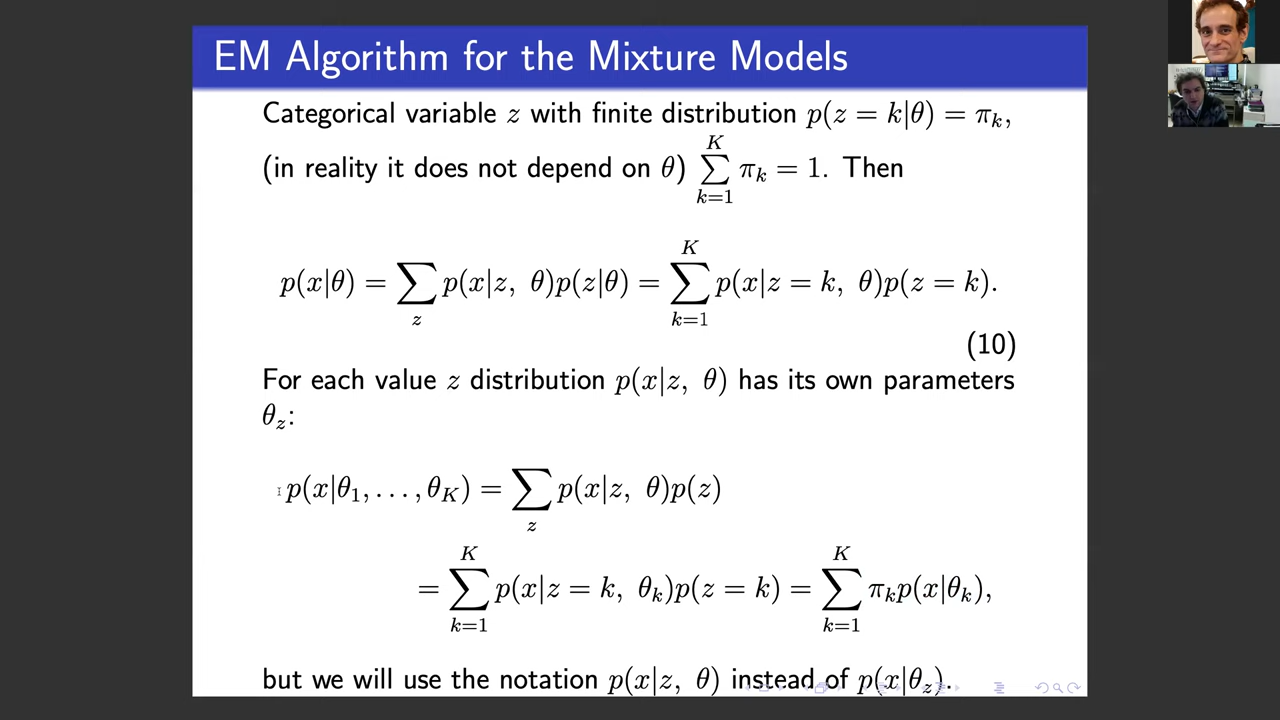 EM Algorithm for the Mixture Models
Categorical variable z with finite distribution p(z = k|θ) = π_k,
(in reality it does not depend on θ) ∑_{k=1}^{K} π_k = 1. Then
p(x|θ) = ∑_z p(x|z, θ)p(z|θ) = ∑_{k=1}^{K} p(x|z = k, θ)p(z = k).
(10)
For each value z distribution p(x|z, θ) has its own parameters
θ_z:
p(x|θ_1, . . . , θ_K) = ∑_z p(x|z, θ)p(z)
= ∑_{k=1}^{K} p(x|z = k, θ_k)p(z = k) = ∑_{k=1}^{K} π_k p(x|θ_k),
but we will use the notation p(x|z, θ) instead of p(x|θ_z).